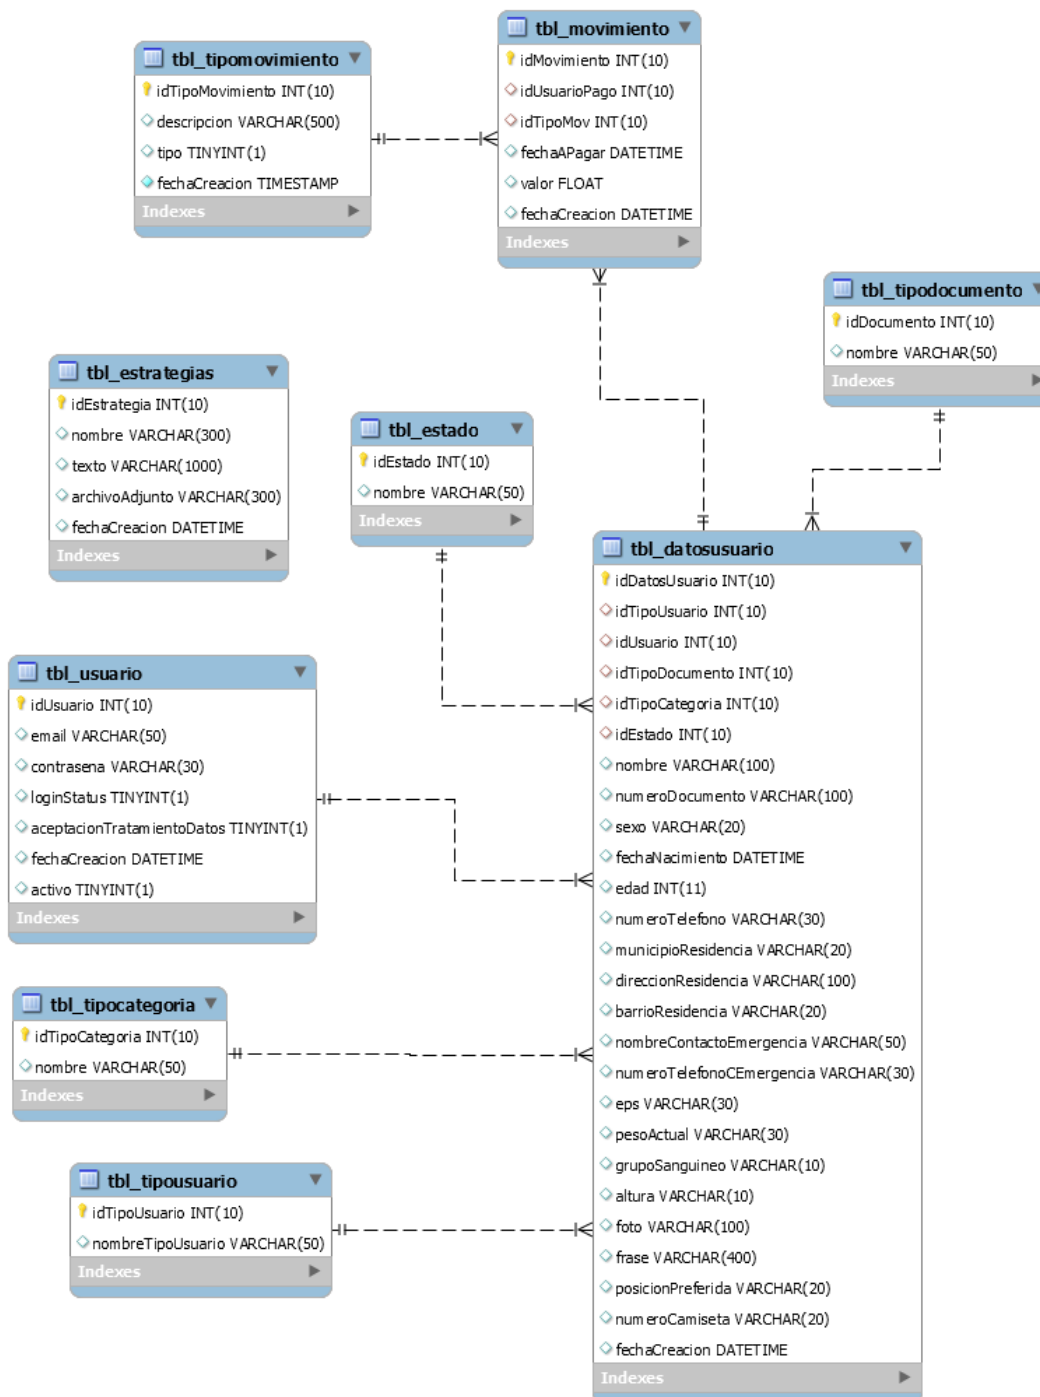 tbl_movimiento
idMovimiento INT(10)
idUsuarioPago INT(10)
idTipoMov INT(10)
fechaAPagar DATETIME
valor FLOAT
fechaCreacion DATETIME
Indexes
tbl_tipomovimiento
idTipoMovimiento INT(10)
descripcion VARCHAR(500)
tipo TINYINT(1)
fechaCreacion TIMESTAMP
Indexes
tbl_tipodocumento
idDocumento INT(10)
nombre VARCHAR(50)
Indexes
tbl_estrategias
idEstrategia INT(10)
nombre VARCHAR(300)
texto VARCHAR(1000)
archivoAdjunto VARCHAR(300)
fechaCreacion DATETIME
Indexes
tbl_estado
idEstado INT(10)
nombre VARCHAR(50)
Indexes
tbl_datosusuario
idDatosUsuario INT(10)
idTipoUsuario INT(10)
idUsuario INT(10)
idTipoDocumento INT(10)
idTipoCategoria INT(10)
idEstado INT(10)
nombre VARCHAR(100)
numeroDocumento VARCHAR(100)
sexo VARCHAR(20)
fechaNacimiento DATETIME
edad INT(11)
numeroTelefono VARCHAR(30)
municipioResidencia VARCHAR(20)
direccionResidencia VARCHAR(100)
barrioResidencia VARCHAR(20)
nombreContactoEmergencia VARCHAR(50)
numeroTelefonoCEmergencia VARCHAR(30)
eps VARCHAR(30)
pesoActual VARCHAR(30)
grupoSanguineo VARCHAR(10)
altura VARCHAR(10)
foto VARCHAR(100)
frase VARCHAR(400)
posicionPreferida VARCHAR(20)
numeroCamiseta VARCHAR(20)
fechaCreacion DATETIME
Indexes
tbl_usuario
idUsuario INT(10)
email VARCHAR(50)
contrasena VARCHAR(30)
loginStatus TINYINT(1)
aceptacionTratamientoDatos TINYINT(1)
fechaCreacion DATETIME
activo TINYINT(1)
Indexes
tbl_tipocategoria
idTipoCategoria INT(10)
nombre VARCHAR(50)
Indexes
tbl_tipousuario
idTipoUsuario INT(10)
nombreTipoUsuario VARCHAR(50)
Indexes